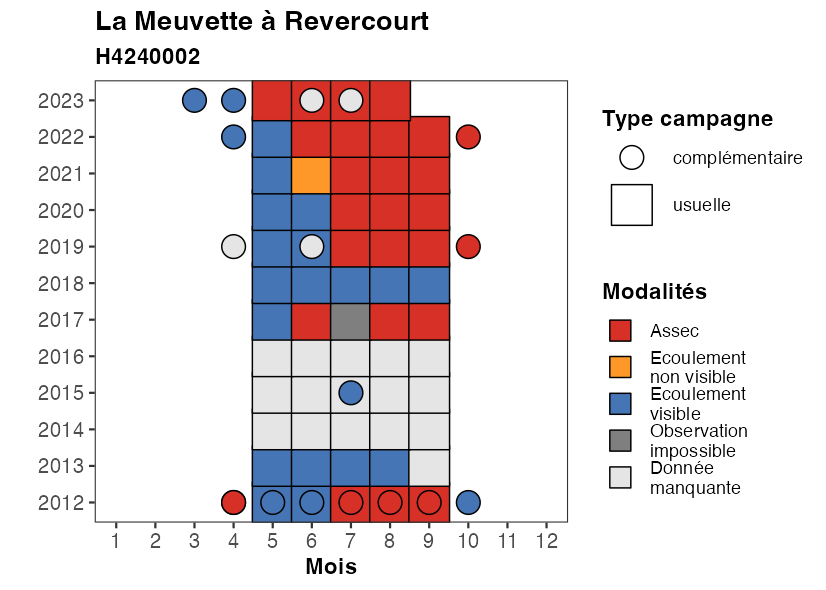 La Meuvette à Revercourt
H4240002
2023
2022
2021
2020
2019
2018
2017
2016
2015
2014
2013
2012
1 2 3 4 5 6 7 8 9 10 11 12
Mois
Type campagne
complémentaire
usuelle
Modalités
Assec
Ecoulement
non visible
Ecoulement
visible
Observation
impossible
Donnée
manquante